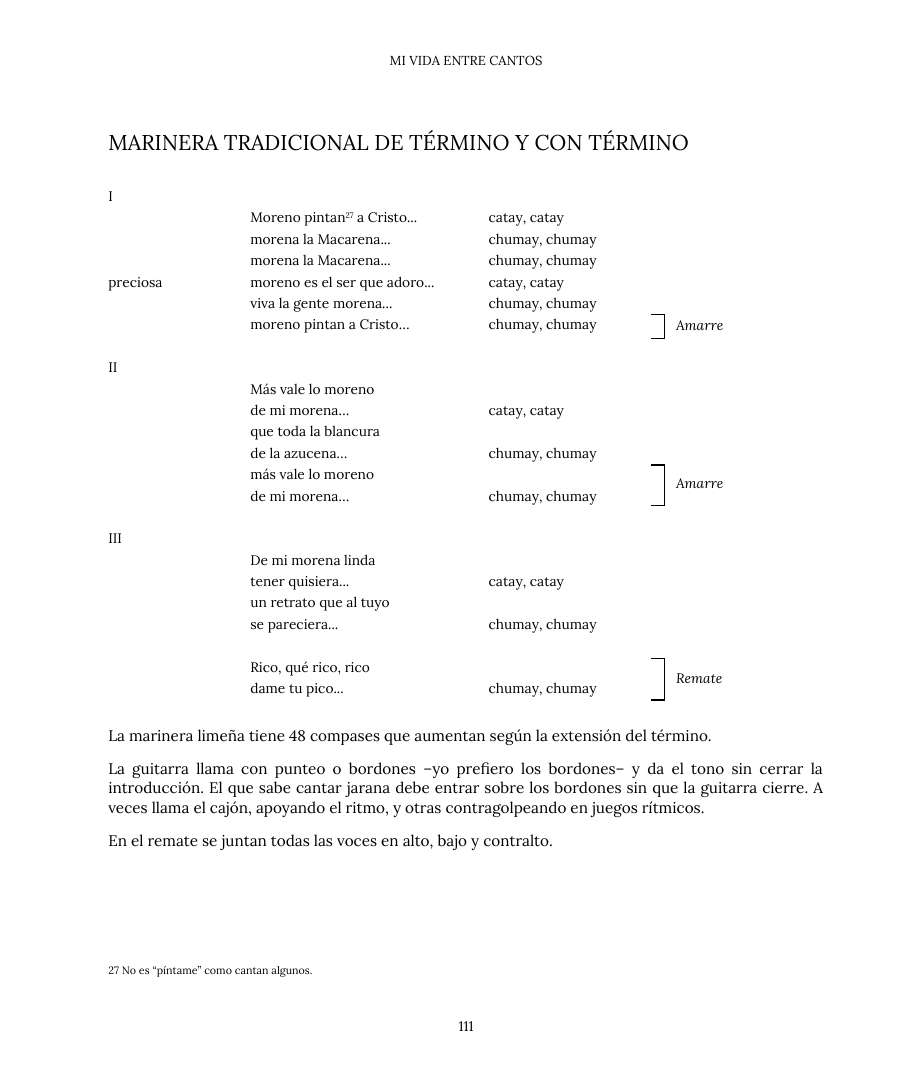 MI VIDA ENTRE CANTOS
MARINERA TRADICIONAL DE TÉRMINO Y CON TÉRMINO
I
Moreno pintan²⁷ a Cristo... catay, catay
morena la Macarena... chumay, chumay
morena la Macarena... chumay, chumay
preciosa moreno es el ser que adoro... catay, catay
viva la gente morena... chumay, chumay
moreno pintan a Cristo... chumay, chumay Amarre
II
Más vale lo moreno
de mi morena... catay, catay
que toda la blancura
de la azucena... chumay, chumay
más vale lo moreno
de mi morena... chumay, chumay Amarre
III
De mi morena linda
tener quisiera... catay, catay
un retrato que al tuyo
se pareciera... chumay, chumay
Rico, qué rico, rico
dame tu pico... chumay, chumay Remate
La marinera limeña tiene 48 compases que aumentan según la extensión del término.
La guitarra llama con punteo o bordones –yo prefiero los bordones– y da el tono sin cerrar la
introducción. El que sabe cantar jarana debe entrar sobre los bordones sin que la guitarra cierre. A
veces llama el cajón, apoyando el ritmo, y otras contragolpeando en juegos rítmicos.
En el remate se juntan todas las voces en alto, bajo y contralto.
27 No es “píntame” como cantan algunos.
111